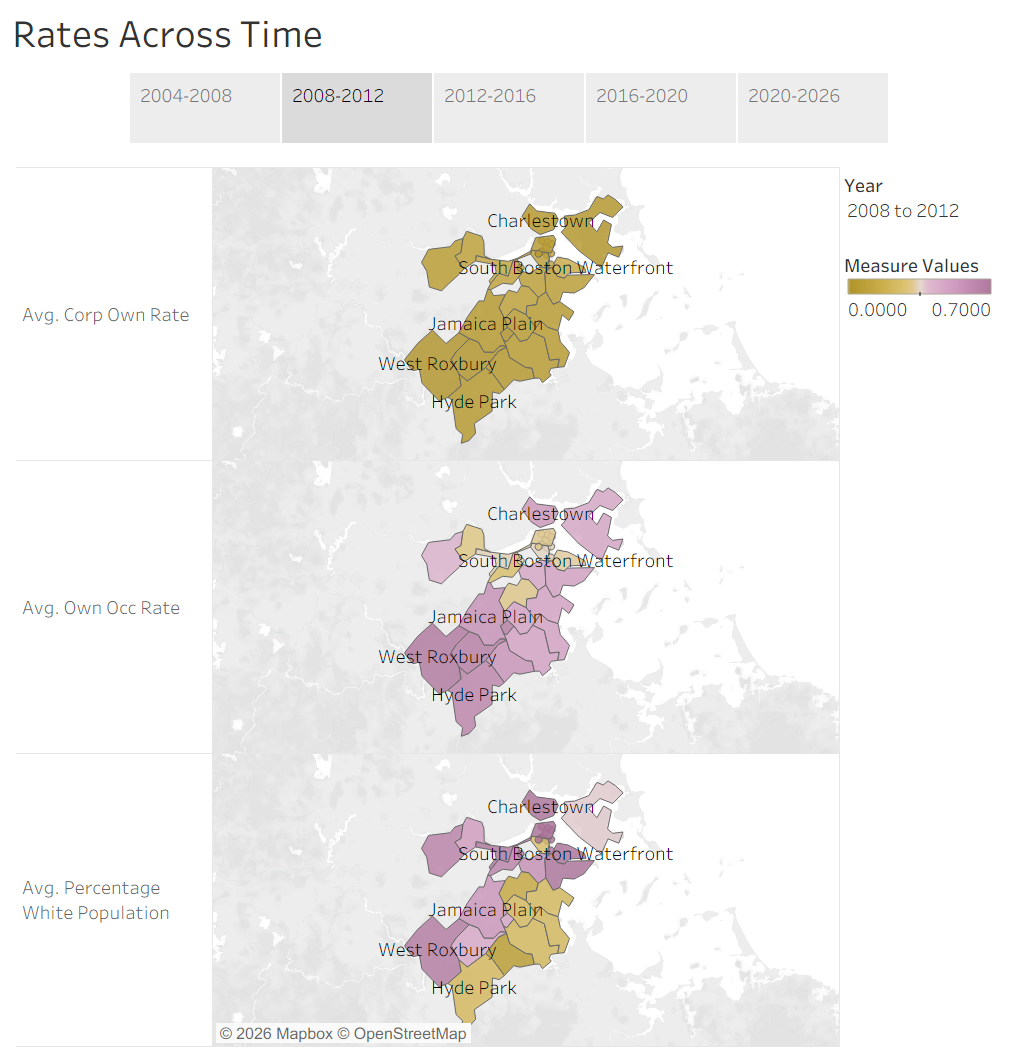 Rates Across Time
2004-2008
2008-2012
2012-2016
2016-2020
2020-2026
Year
2008 to 2012
Measure Values
0.0000 0.7000
Avg. Corp Own Rate
Charlestown
South Boston Waterfront
Jamaica Plain
West Roxbury
Hyde Park
Avg. Own Occ Rate
Charlestown
South Boston Waterfront
Jamaica Plain
West Roxbury
Hyde Park
Avg. Percentage
White Population
Charlestown
South Boston Waterfront
Jamaica Plain
West Roxbury
Hyde Park
© 2026 Mapbox © OpenStreetMap